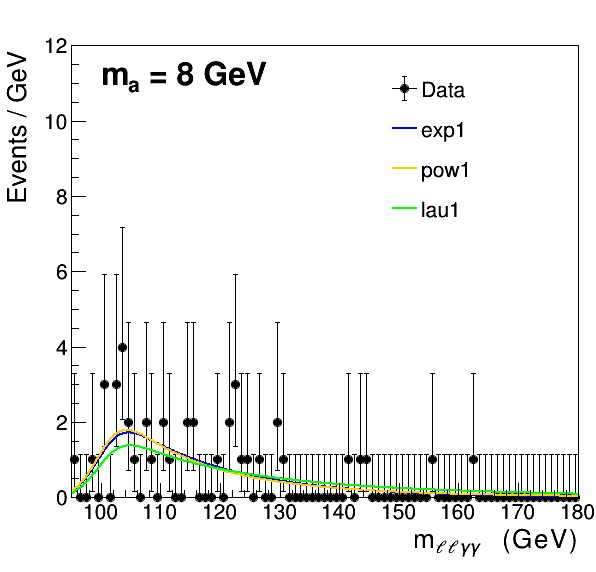 m_a = 8 GeV
Data
exp1
pow1
lau1
Events / GeV
12
10
8
6
4
2
0
100 110 120 130 140 150 160 170 180
m_ℓℓγγ (GeV)